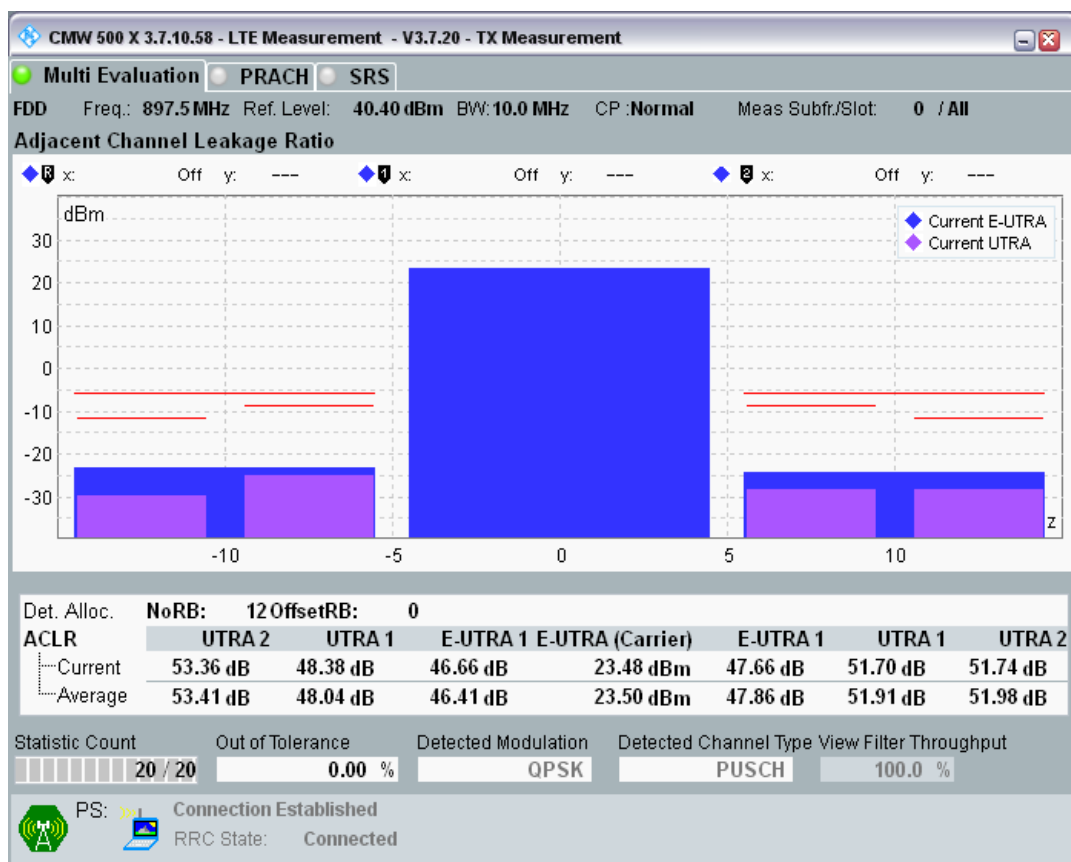 CMW 500 X 3.7.10.58 - LTE Measurement - V3.7.20 - TX Measurement
Multi Evaluation PRACH SRS
FDD Freq.: 897.5 MHz Ref. Level: 40.40 dBm BW: 10.0 MHz CP :Normal Meas Subfr./Slot: 0 / All
Adjacent Channel Leakage Ratio
R x: Off y: --- 1 x: Off y: --- 2 x: Off y: ---
dBm
Current E-UTRA
Current UTRA
30
20
10
0
-10
-20
-30
z
-10 -5 0 5 10
Det. Alloc. NoRB: 12 OffsetRB: 0
ACLR UTRA 2 UTRA 1 E-UTRA 1 E-UTRA (Carrier) E-UTRA 1 UTRA 1 UTRA 2
Current 53.36 dB 48.38 dB 46.66 dB 23.48 dBm 47.66 dB 51.70 dB 51.74 dB
Average 53.41 dB 48.04 dB 46.41 dB 23.50 dBm 47.86 dB 51.91 dB 51.98 dB
Statistic Count Out of Tolerance Detected Modulation Detected Channel Type View Filter Throughput
20 / 20 0.00 % QPSK PUSCH 100.0 %
PS: Connection Established
RRC State: Connected